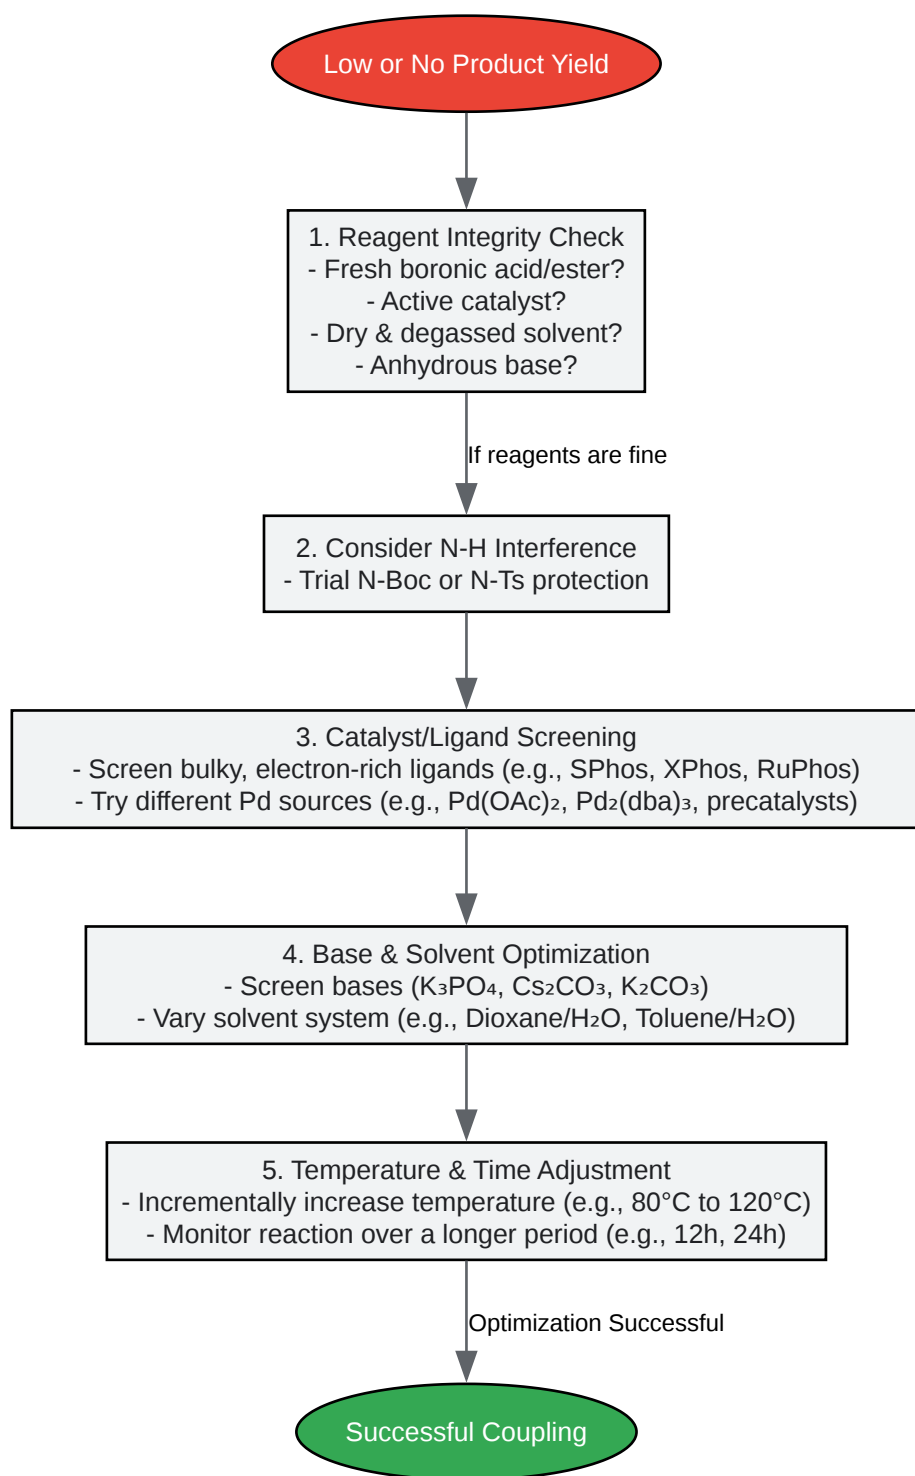 Low or No Product Yield
1. Reagent Integrity Check
- Fresh boronic acid/ester?
- Active catalyst?
- Dry & degassed solvent?
- Anhydrous base?
If reagents are fine
2. Consider N-H Interference
- Trial N-Boc or N-Ts protection
3. Catalyst/Ligand Screening
- Screen bulky, electron-rich ligands (e.g., SPhos, XPhos, RuPhos)
- Try different Pd sources (e.g., Pd(OAc)₂, Pd₂(dba)₃, precatalysts)
4. Base & Solvent Optimization
- Screen bases (K₃PO₄, Cs₂CO₃, K₂CO₃)
- Vary solvent system (e.g., Dioxane/H₂O, Toluene/H₂O)
5. Temperature & Time Adjustment
- Incrementally increase temperature (e.g., 80°C to 120°C)
- Monitor reaction over a longer period (e.g., 12h, 24h)
Optimization Successful
Successful Coupling